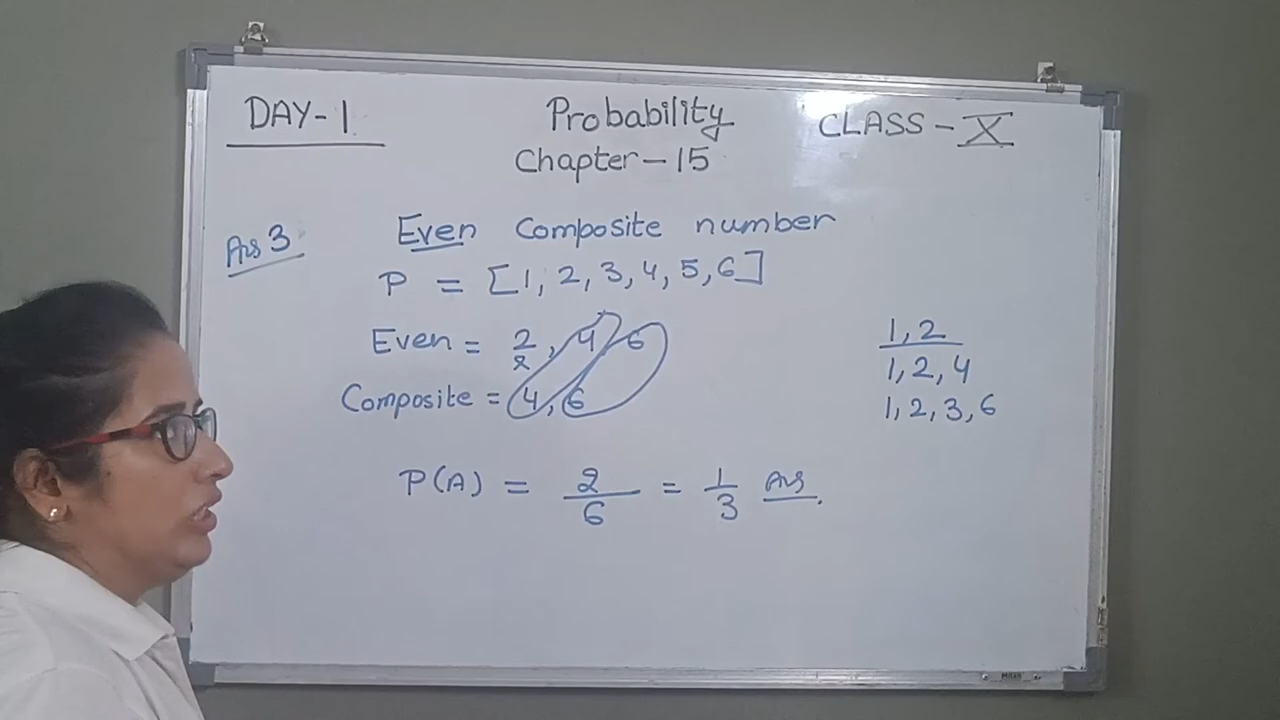 DAY-1
Probability
CLASS-X
Chapter-15
Ans 3
Even Composite number
P = [1, 2, 3, 4, 5, 6]
Even = 2, 4, 6
x
Composite = 4, 6
1, 2
1, 2, 4
1, 2, 3, 6
P(A) = 2/6 = 1/3 Ans.